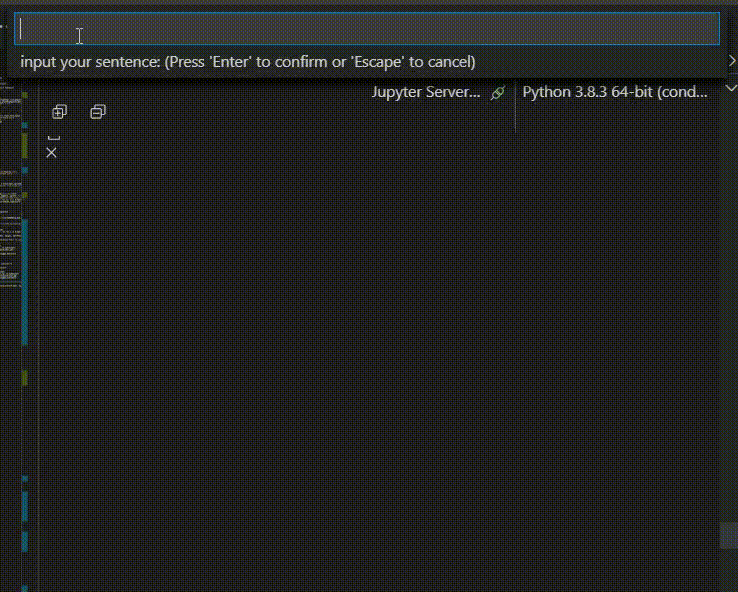 input your sentence: (Press 'Enter' to confirm or 'Escape' to cancel)
Jupyter Server... Python 3.8.3 64-bit (cond...